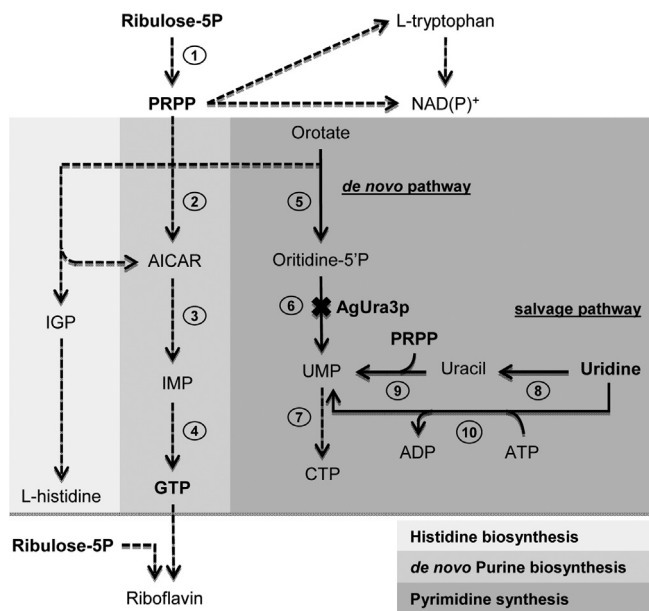 Ribulose-5P
L-tryptophan
1
PRPP
NAD(P)+
Orotate
de novo pathway
2
5
AICAR
Oritidine-5'P
6
AgUra3p
salvage pathway
IGP
3
PRPP
UMP
Uracil
Uridine
IMP
9
8
7
10
4
ADP
ATP
CTP
L-histidine
GTP
Ribulose-5P
Histidine biosynthesis
de novo Purine biosynthesis
Riboflavin
Pyrimidine synthesis